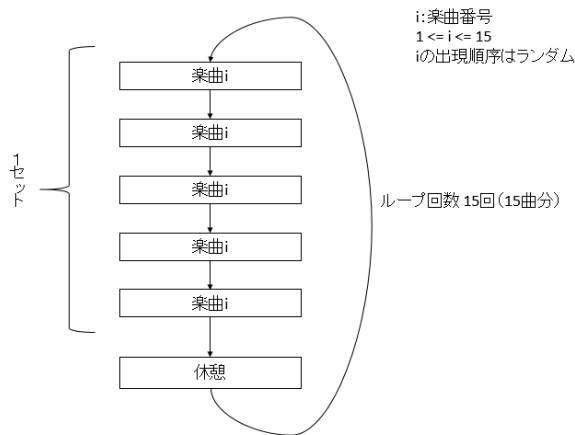 i:楽曲番号
1 <= i <= 15
iの出現順序はランダム
1セット
楽曲i
楽曲i
楽曲i
楽曲i
楽曲i
休憩
ループ回数 15回(15曲分)